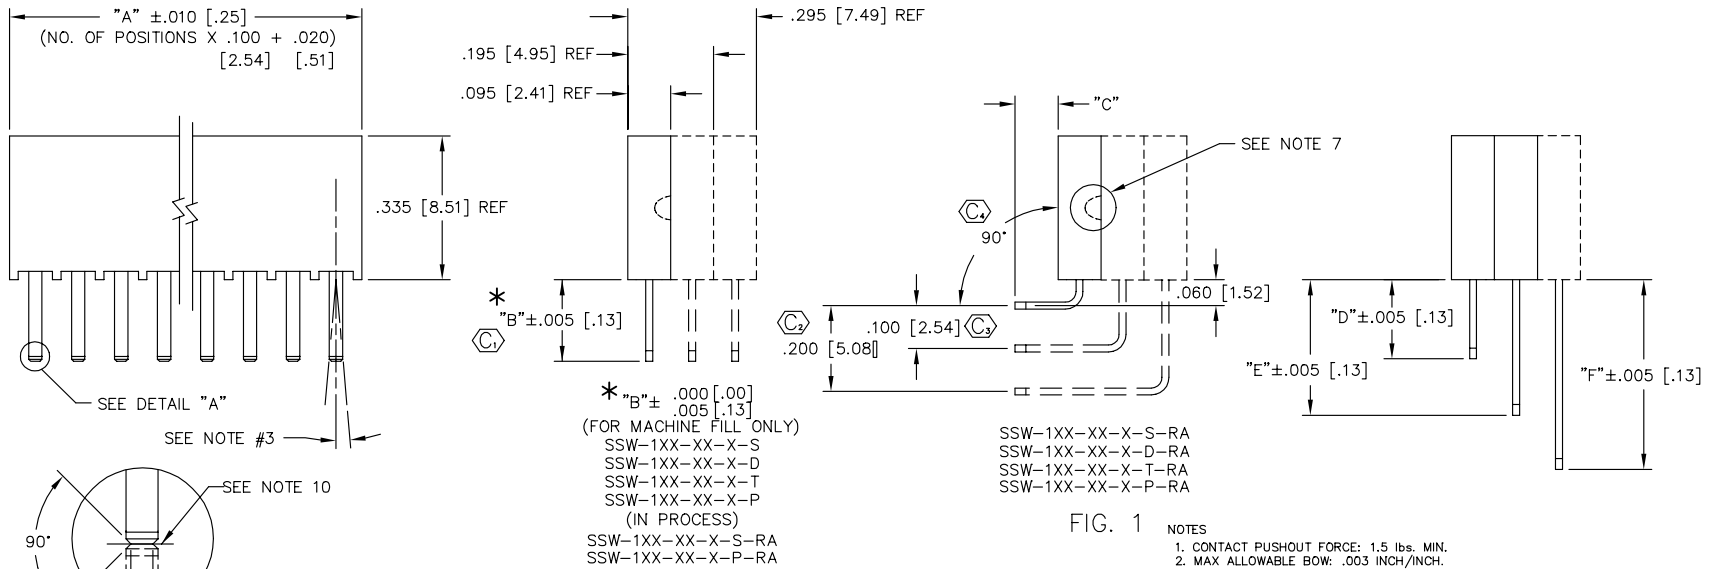 "A" ±.010 [.25]
(NO. OF POSITIONS X .100 + .020)
[2.54] [.51]
.335 [8.51] REF
SEE DETAIL "A"
SEE NOTE #3
SEE NOTE 10
90°
.295 [7.49] REF
.195 [4.95] REF
.095 [2.41] REF
*
"B"±.005 [.13]
C1
* "B"± .000 [.00]
.005 [.13]
(FOR MACHINE FILL ONLY)
SSW-1XX-XX-X-S
SSW-1XX-XX-X-D
SSW-1XX-XX-X-T
SSW-1XX-XX-X-P
(IN PROCESS)
SSW-1XX-XX-X-S-RA
SSW-1XX-XX-X-P-RA
"C"
SEE NOTE 7
C4
90°
.060 [1.52]
C2
.100 [2.54] C3
.200 [5.08]
SSW-1XX-XX-X-S-RA
SSW-1XX-XX-X-D-RA
SSW-1XX-XX-X-T-RA
SSW-1XX-XX-X-P-RA
FIG. 1
"D"±.005 [.13]
"E"±.005 [.13]
"F"±.005 [.13]
NOTES
1. CONTACT PUSHOUT FORCE: 1.5 lbs. MIN.
2. MAX ALLOWABLE BOW: .003 INCH/INCH.